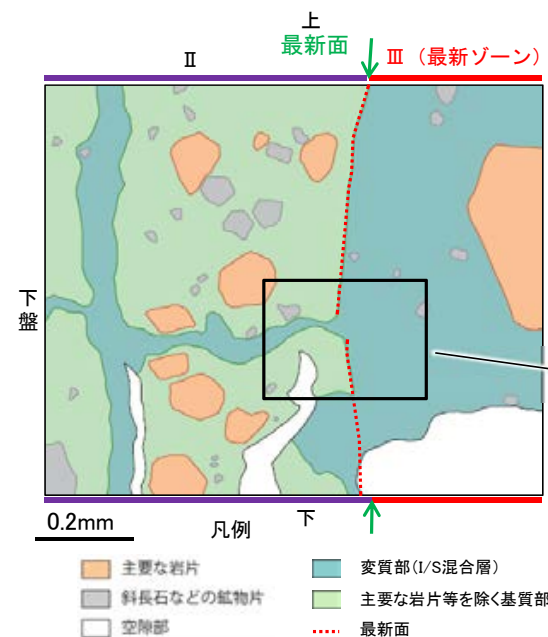 上
最新面
Ⅱ
Ⅲ（最新ゾーン）
下
盤
0.2mm
凡例
下
主要な岩片
斜長石などの鉱物片
空隙部
変質部(I/S混合層)
主要な岩片等を除く基質部
最新面